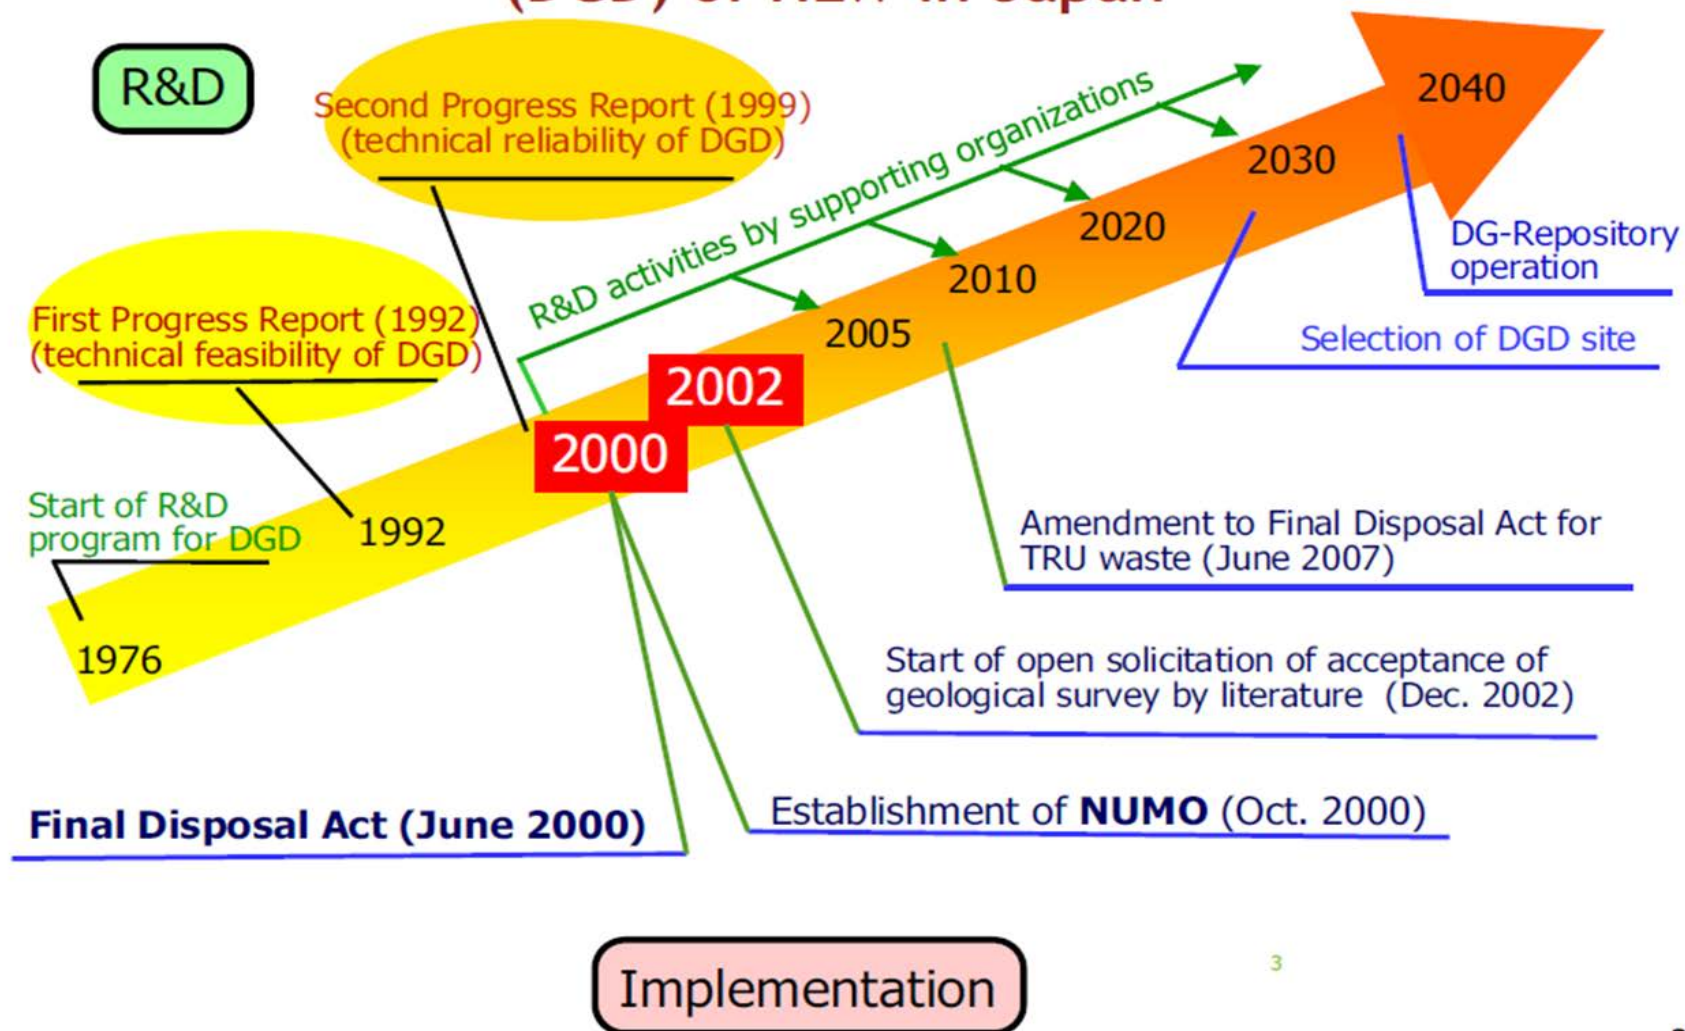 R&D
Second Progress Report (1999)
(technical reliability of DGD)
First Progress Report (1992)
(technical feasibility of DGD)
Start of R&D
program for DGD
R&D activities by supporting organizations
1976
1992
2000
2002
2005
2010
2020
2030
2040
DG-Repository
operation
Selection of DGD site
Amendment to Final Disposal Act for
TRU waste (June 2007)
Start of open solicitation of acceptance of
geological survey by literature (Dec. 2002)
Establishment of NUMO (Oct. 2000)
Final Disposal Act (June 2000)
Implementation
3